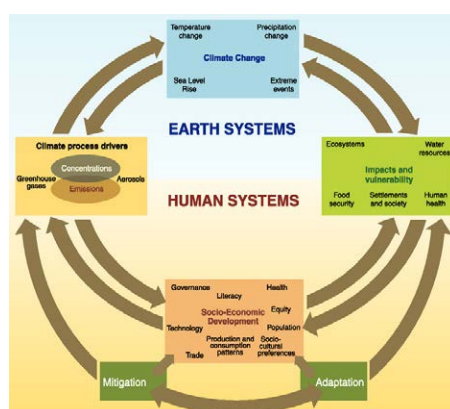 Temperature change
Precipitation change
Climate Change
Sea Level Rise
Extreme events
EARTH SYSTEMS
Climate process drivers
Concentrations
Greenhouse gases
Aerosols
Emissions
Ecosystems
Water resources
Impacts and vulnerability
Food security
Settlements and society
Human health
HUMAN SYSTEMS
Governance
Literacy
Health
Socio-Economic Development
Equity
Technology
Population
Production and consumption patterns
Socio-cultural preferences
Trade
Mitigation
Adaptation